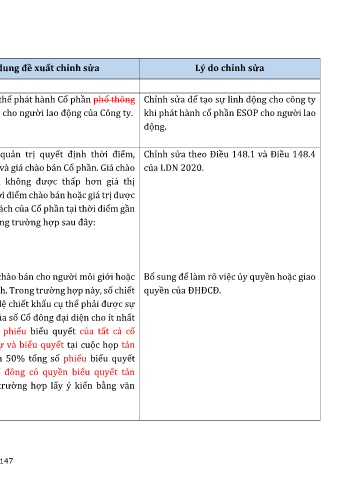 dung đề xuất chỉnh sửa
Lý do chỉnh sửa
thể phát hành Cổ phần phổ thông
cho người lao động của Công ty.
Chỉnh sửa để tạo sự linh động cho công ty
khi phát hành cổ phần ESOP cho người lao
động.
quản trị quyết định thời điểm,
và giá chào bán Cổ phần. Giá chào
không được thấp hơn giá thị
điểm chào bán hoặc giá trị được
sách của Cổ phần tại thời điểm gần
trường hợp sau đây:
Chỉnh sửa theo Điều 148.1 và Điều 148.4
của LDN 2020.
chào bán cho người môi giới hoặc
h. Trong trường hợp này, số chiết
lệ chiết khấu cụ thể phải được sự
số Cổ đông đại diện cho ít nhất
phiếu biểu quyết của tất cả cổ
và biểu quyết tại cuộc họp tán
50% tổng số phiếu biểu quyết
đông có quyền biểu quyết tán
trường hợp lấy ý kiến bằng văn
Bổ sung để làm rõ việc ủy quyền hoặc giao
quyền của ĐHĐCĐ.
147